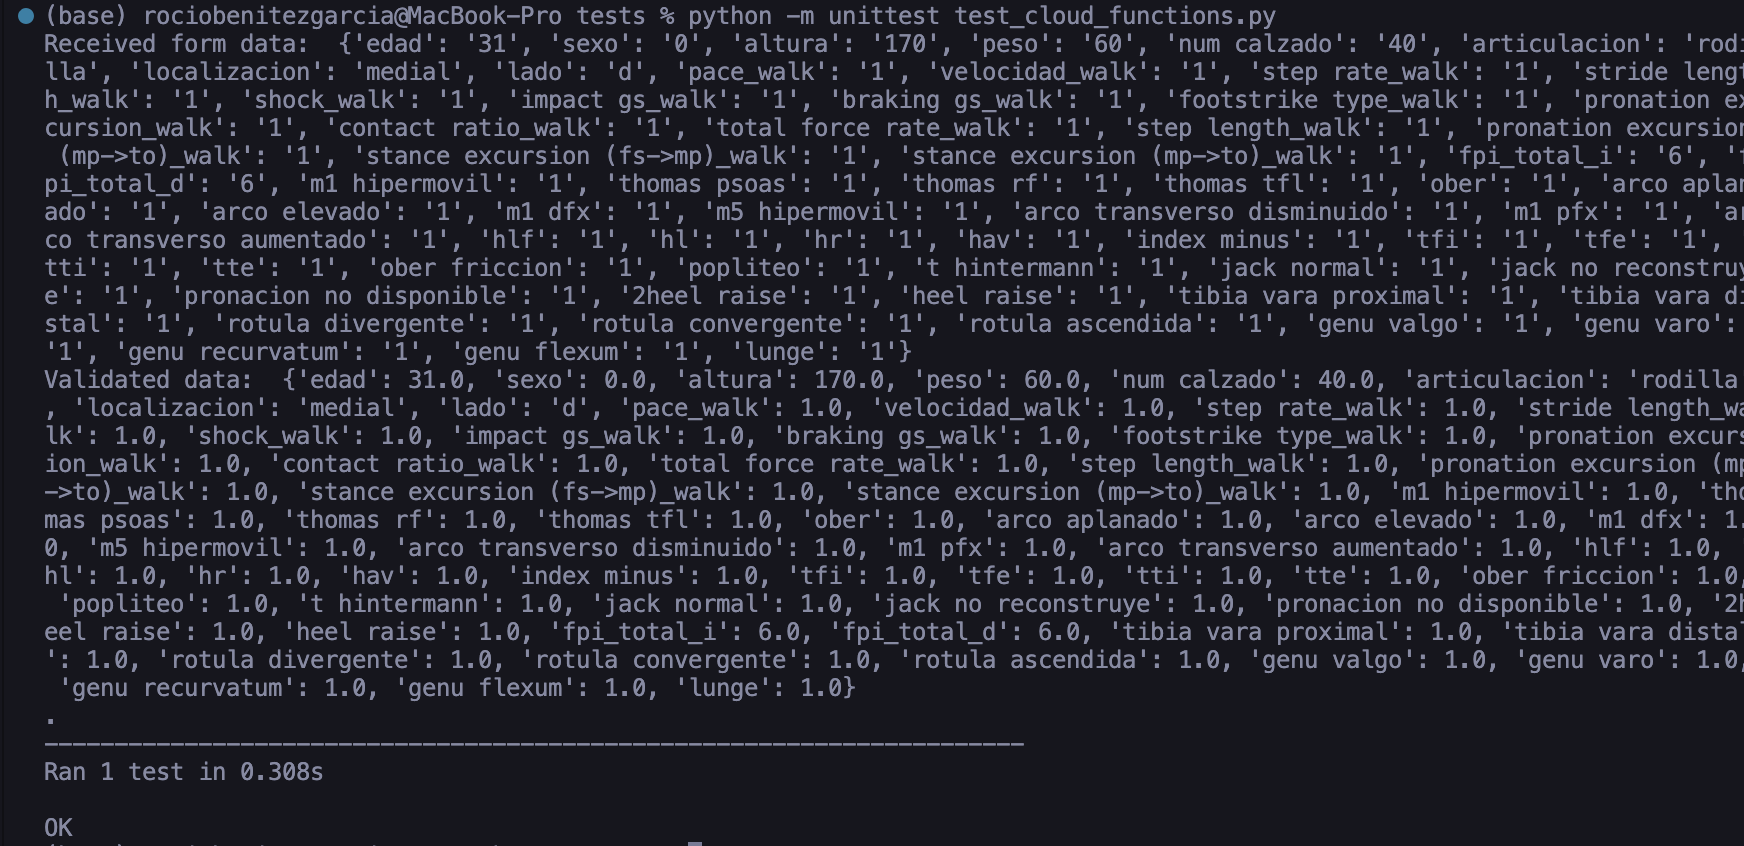 (base) rociobenitezgarcia@MacBook-Pro tests % python -m unittest test_cloud_functions.py
Received form data:  {'edad': '31', 'sexo': '0', 'altura': '170', 'peso': '60', 'num calzado': '40', 'articulacion': 'rodi
lla', 'localizacion': 'medial', 'lado': 'd', 'pace_walk': '1', 'velocidad_walk': '1', 'step rate_walk': '1', 'stride lengt
h_walk': '1', 'shock_walk': '1', 'impact gs_walk': '1', 'braking gs_walk': '1', 'footstrike type_walk': '1', 'pronation ex
cursion_walk': '1', 'contact ratio_walk': '1', 'total force rate_walk': '1', 'step length_walk': '1', 'pronation excursion
 (mp->to)_walk': '1', 'stance excursion (fs->mp)_walk': '1', 'stance excursion (mp->to)_walk': '1', 'fpi_total_i': '6', 'f
pi_total_d': '6', 'm1 hipermovil': '1', 'thomas psoas': '1', 'thomas rf': '1', 'thomas tfl': '1', 'ober': '1', 'arco aplan
ado': '1', 'arco elevado': '1', 'm1 dfx': '1', 'm5 hipermovil': '1', 'arco transverso disminuido': '1', 'm1 pfx': '1', 'ar
co transverso aumentado': '1', 'hlf': '1', 'hl': '1', 'hr': '1', 'hav': '1', 'index minus': '1', 'tfi': '1', 'tfe': '1',
tti': '1', 'tte': '1', 'ober friccion': '1', 'popliteo': '1', 't hintermann': '1', 'jack normal': '1', 'jack no reconstruy
e': '1', 'pronacion no disponible': '1', '2heel raise': '1', 'heel raise': '1', 'tibia vara proximal': '1', 'tibia vara di
stal': '1', 'rotula divergente': '1', 'rotula convergente': '1', 'rotula ascendida': '1', 'genu valgo': '1', 'genu varo':
'1', 'genu recurvatum': '1', 'genu flexum': '1', 'lunge': '1'}
Validated data:  {'edad': 31.0, 'sexo': 0.0, 'altura': 170.0, 'peso': 60.0, 'num calzado': 40.0, 'articulacion': 'rodilla
, 'localizacion': 'medial', 'lado': 'd', 'pace_walk': 1.0, 'velocidad_walk': 1.0, 'step rate_walk': 1.0, 'stride length_wa
lk': 1.0, 'shock_walk': 1.0, 'impact gs_walk': 1.0, 'braking gs_walk': 1.0, 'footstrike type_walk': 1.0, 'pronation excurs
ion_walk': 1.0, 'contact ratio_walk': 1.0, 'total force rate_walk': 1.0, 'step length_walk': 1.0, 'pronation excursion (mp
->to)_walk': 1.0, 'stance excursion (fs->mp)_walk': 1.0, 'stance excursion (mp->to)_walk': 1.0, 'm1 hipermovil': 1.0, 'tho
mas psoas': 1.0, 'thomas rf': 1.0, 'thomas tfl': 1.0, 'ober': 1.0, 'arco aplanado': 1.0, 'arco elevado': 1.0, 'm1 dfx': 1.
0, 'm5 hipermovil': 1.0, 'arco transverso disminuido': 1.0, 'm1 pfx': 1.0, 'arco transverso aumentado': 1.0, 'hlf': 1.0,
hl': 1.0, 'hr': 1.0, 'hav': 1.0, 'index minus': 1.0, 'tfi': 1.0, 'tfe': 1.0, 'tti': 1.0, 'tte': 1.0, 'ober friccion': 1.0,
 'popliteo': 1.0, 't hintermann': 1.0, 'jack normal': 1.0, 'jack no reconstruye': 1.0, 'pronacion no disponible': 1.0, '2h
eel raise': 1.0, 'heel raise': 1.0, 'fpi_total_i': 6.0, 'fpi_total_d': 6.0, 'tibia vara proximal': 1.0, 'tibia vara distal
': 1.0, 'rotula divergente': 1.0, 'rotula convergente': 1.0, 'rotula ascendida': 1.0, 'genu valgo': 1.0, 'genu varo': 1.0,
 'genu recurvatum': 1.0, 'genu flexum': 1.0, 'lunge': 1.0}
.
----------------------------------------------------------------------
Ran 1 test in 0.308s
OK